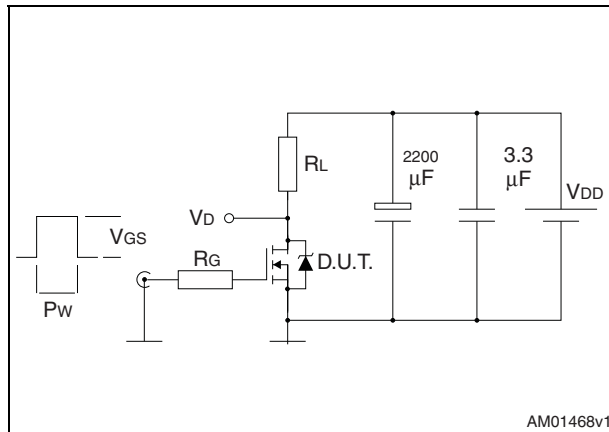 RL
2200
μF
3.3
μF
VDD
VD
VGS
RG
D.U.T.
PW
AM01468v1